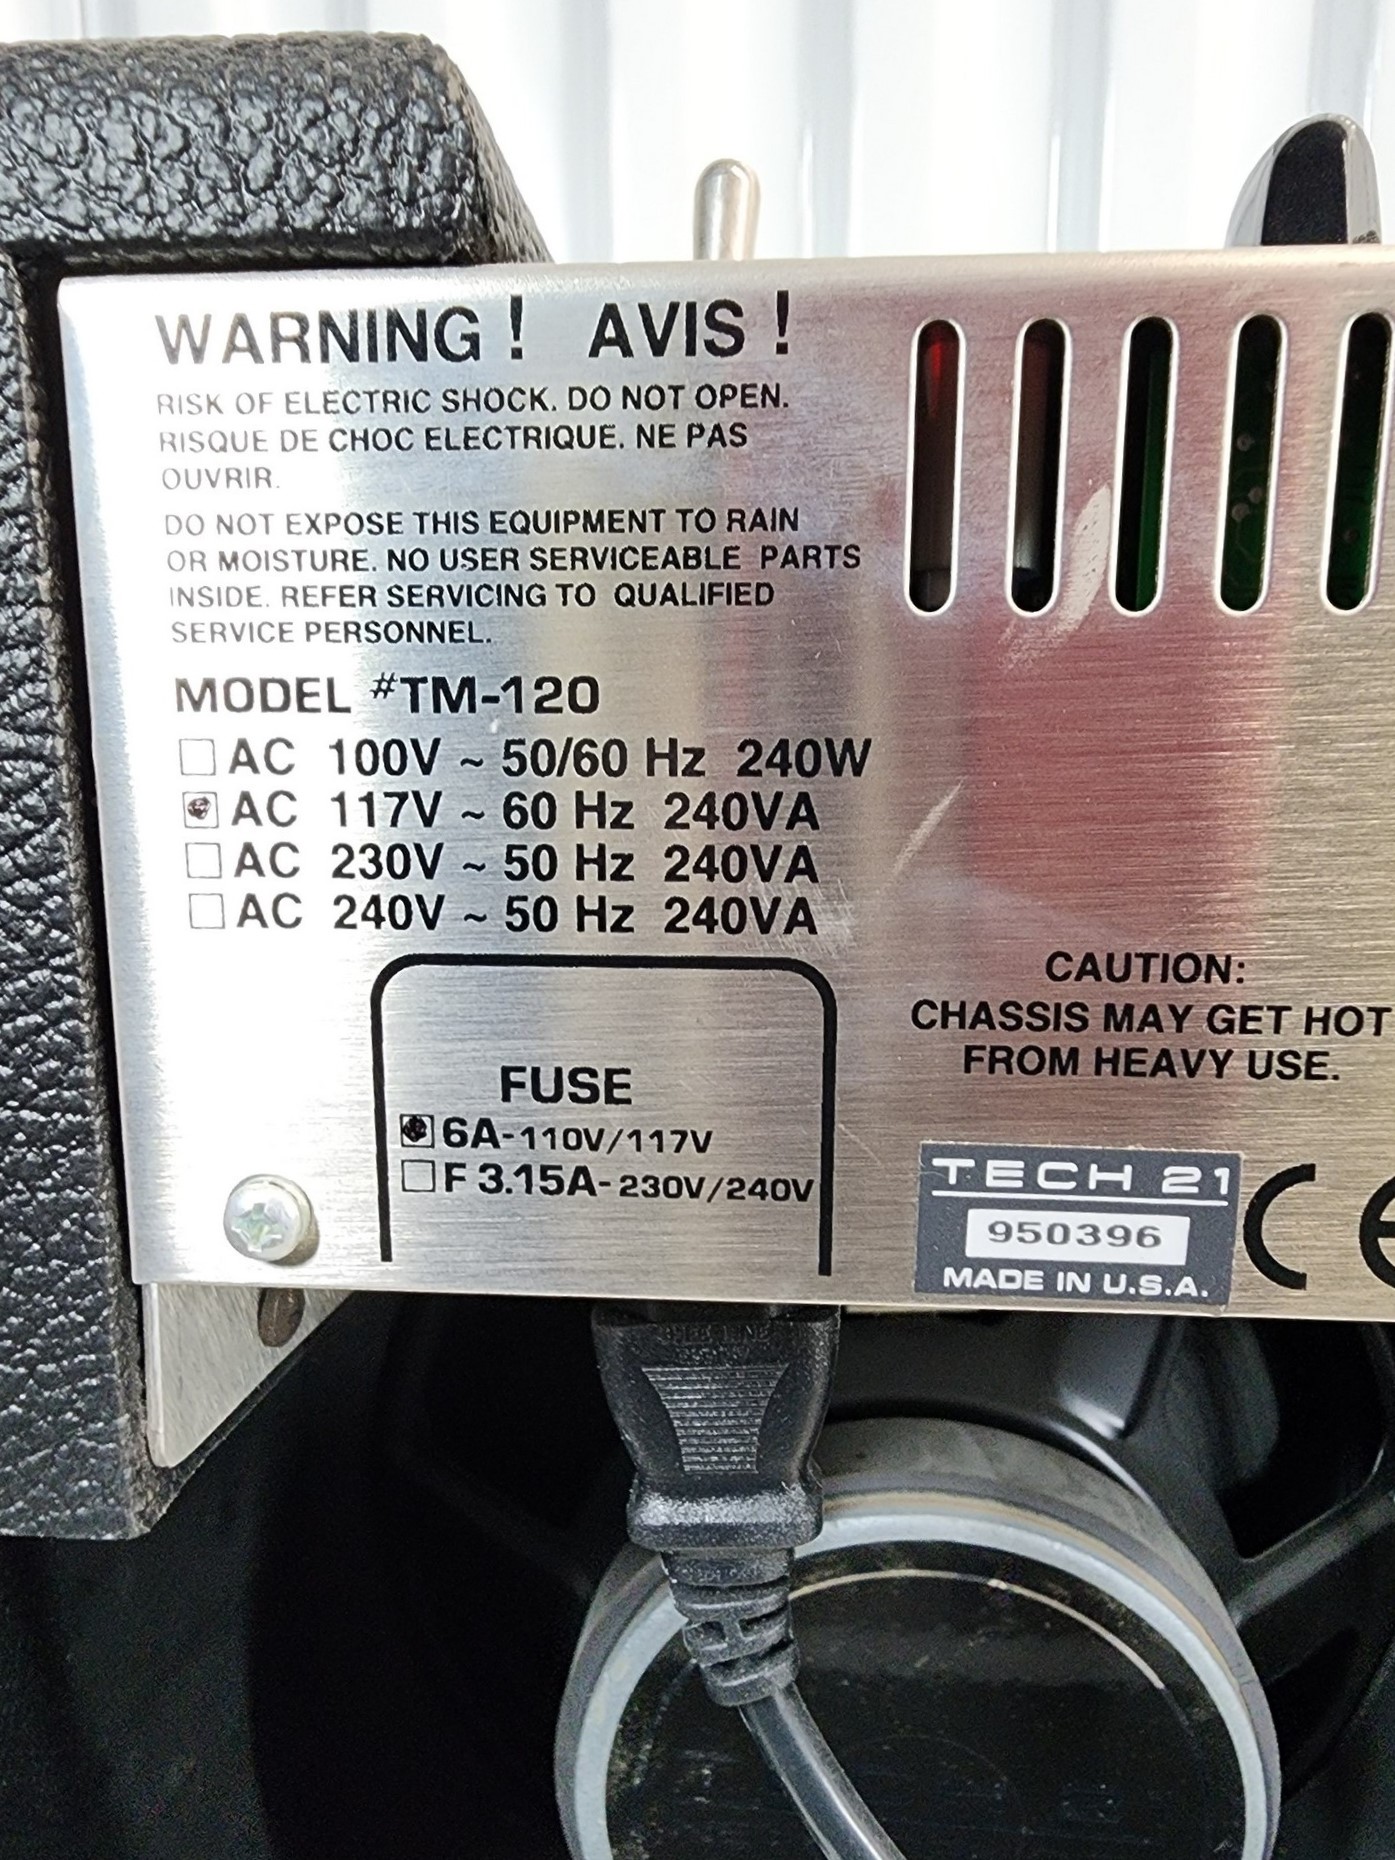 WARNING ! AVIS !
RISK OF ELECTRIC SHOCK. DO NOT OPEN.
RISQUE DE CHOC ELECTRIQUE. NE PAS
OUVRIR.
DO NOT EXPOSE THIS EQUIPMENT TO RAIN
OR MOISTURE. NO USER SERVICEABLE PARTS
INSIDE. REFER SERVICING TO QUALIFIED
SERVICE PERSONNEL.
MODEL #TM-120
AC 100V ~ 50/60 Hz 240W
AC 117V ~ 60 Hz 240VA
AC 230V ~ 50 Hz 240VA
AC 240V ~ 50 Hz 240VA
FUSE
6A-110V/117V
F 3.15A-230V/240V
CAUTION:
CHASSIS MAY GET HOT
FROM HEAVY USE.
TECH 21
950396
MADE IN U.S.A.
CE